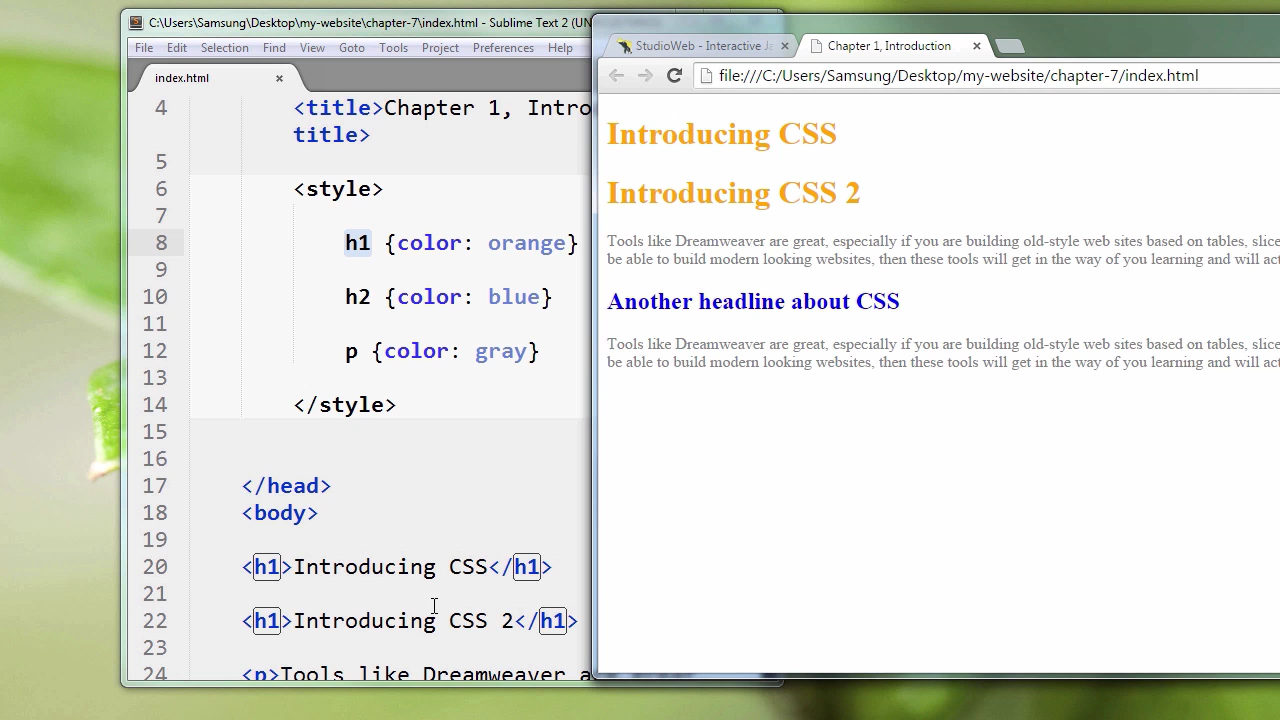 C:\Users\Samsung\Desktop\my-website\chapter-7\index.html - Sublime Text 2 (UN
File Edit Selection Find View Goto Tools Project Preferences Help
index.html
4 <title>Chapter 1, Intro
title>
5
6 <style>
7
8 h1 {color: orange}
9
10 h2 {color: blue}
11
12 p {color: gray}
13
14 </style>
15
16
17 </head>
18 <body>
19
20 <h1>Introducing CSS</h1>
21
22 <h1>Introducing CSS 2</h1>
23
24 <p>Tools like Dreamweaver
StudioWeb - Interactive Ja
Chapter 1, Introduction
file:///C:/Users/Samsung/Desktop/my-website/chapter-7/index.html
Introducing CSS
Introducing CSS 2
Tools like Dreamweaver are great, especially if you are building old-style web sites based on tables, slice
be able to build modern looking websites, then these tools will get in the way of you learning and will act
Another headline about CSS
Tools like Dreamweaver are great, especially if you are building old-style web sites based on tables, slice
be able to build modern looking websites, then these tools will get in the way of you learning and will act